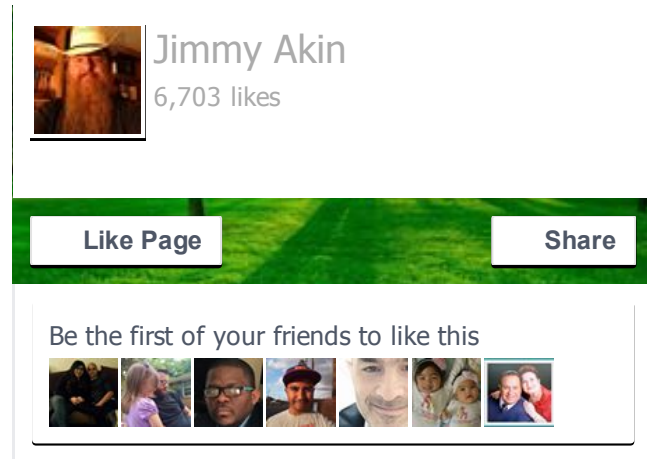 Jimmy Akin
6,703 likes
Like Page
Share
Be the first of your friends to like this